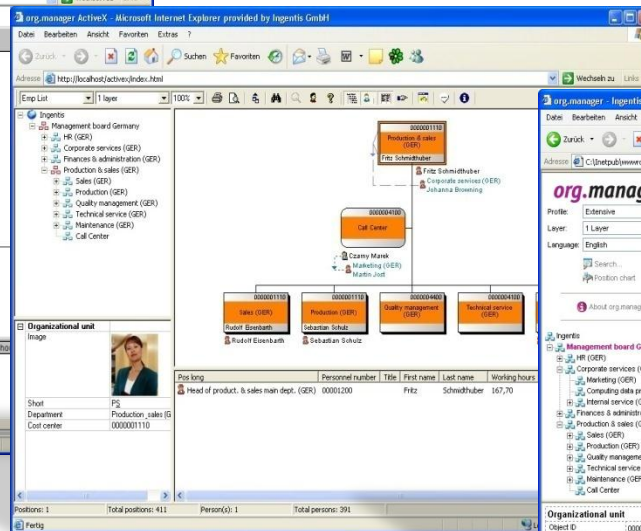 org.manager ActiveX - Microsoft Internet Explorer provided by Ingentis GmbH
Datei Bearbeiten Ansicht Favoriten Extras ?
Zurück Suchen Favoriten
Adresse http://localhost/activex/index.html Wechseln zu Links
Emp List 1 layer 100%
Ingentis
Management board Germany
HR (GER)
Corporate services (GER)
Finances & administration (GER)
Production & sales (GER)
Sales (GER)
Production (GER)
Quality management (GER)
Technical service (GER)
Maintenance (GER)
Call Center
0000001110
Production & sales
(GER)
Fritz Schmidthuber
Fritz Schmidthuber
Corporate services (GER)
Johanna Browning
0000004100
Call Center
Czarny Marek
Marketing (GER)
Martin Jost
0000001110
Sales (GER)
Rudolf Eisenbarth
Rudolf Eisenbarth
0000001110
Production (GER)
Sebastian Schulz
Sebastian Schulz
0000004400
Quality management
(GER)
0000004100
Technical service
(GER)
Organizational unit
Image
Short PS
Department Production_sales (G
Cost center 0000001110
Pos long Personnel number Title First name Last name Working hours
Head of product. & sales main dept. (GER) 00001200 Fritz Schmidthuber 167,70
Positions: 1 Total positions: 411 Person(s): 1 Total persons: 391
Fertig
org.manager - Ingentis
Datei Bearbeiten Ansicht
Zurück
Adresse C:\Inetpub\wwwro
org.manag
Profile: Extensive
Layer: 1 Layer
Language: English
Search...
Position chart
About org.manag
Ingentis
Management board G
HR (GER)
Corporate services (
Marketing (GER)
Computing data pr
Internal service (G
Finances & administra
Production & sales (G
Sales (GER)
Production (GER)
Quality manageme
Technical service
Maintenance (GER
Call Center
Organizational unit
Object ID